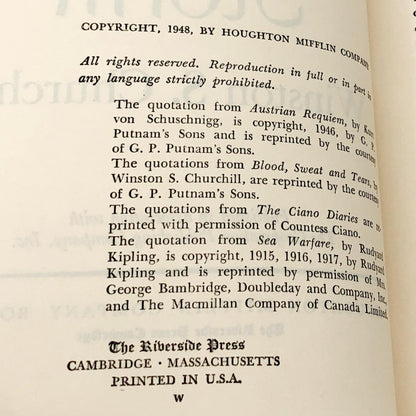 COPYRIGHT, 1948, BY HOUGHTON MIFFLIN COMPANY
All rights reserved. Reproduction in full or in part in
any language strictly prohibited.
The quotation from Austrian Requiem, by Kurt
von Schuschnigg, is copyright, 1946, by G. P.
Putnam's Sons and is reprinted by the courtesy
of G. P. Putnam's Sons.
The quotations from Blood, Sweat and Tears, by
Winston S. Churchill, are reprinted by the courtesy
of G. P. Putnam's Sons.
The quotations from The Ciano Diaries are re-
printed with permission of Countess Ciano.
The quotation from Sea Warfare, by Rudyard
Kipling, is copyright, 1915, 1916, 1917, by Rudyard
Kipling and is reprinted by permission of Mrs.
George Bambridge, Doubleday and Company, Inc.,
and The Macmillan Company of Canada Limited.
The Riverside Press
CAMBRIDGE · MASSACHUSETTS
PRINTED IN U.S.A.
W